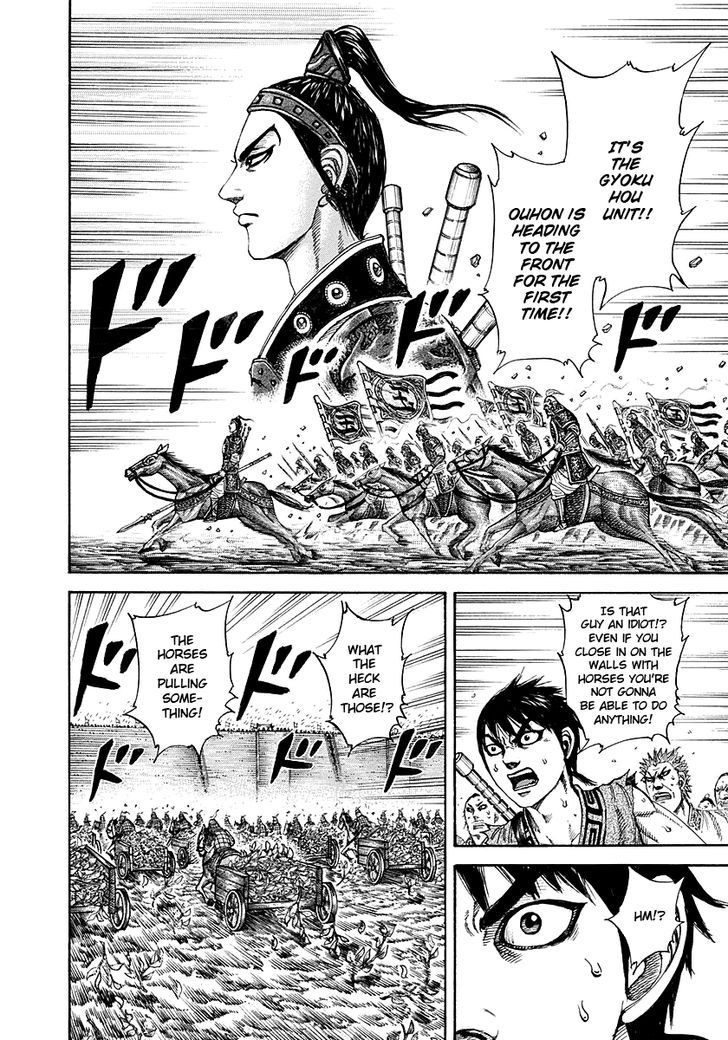 IT'S
THE
GYOKU
HOU
UNIT!!
OUHON IS
HEADING
TO THE
FRONT
FOR THE
FIRST
TIME!!
ドドドドド
IS THAT
GUY AN IDIOT!?
EVEN IF YOU
CLOSE IN ON THE
WALLS WITH
HORSES YOU'RE
NOT GONNA
BE ABLE TO DO
ANYTHING!
HM!?
WHAT
THE
HECK
ARE
THOSE!?
THE
HORSES
ARE
PULLING
SOME-
THING!
ドドドド